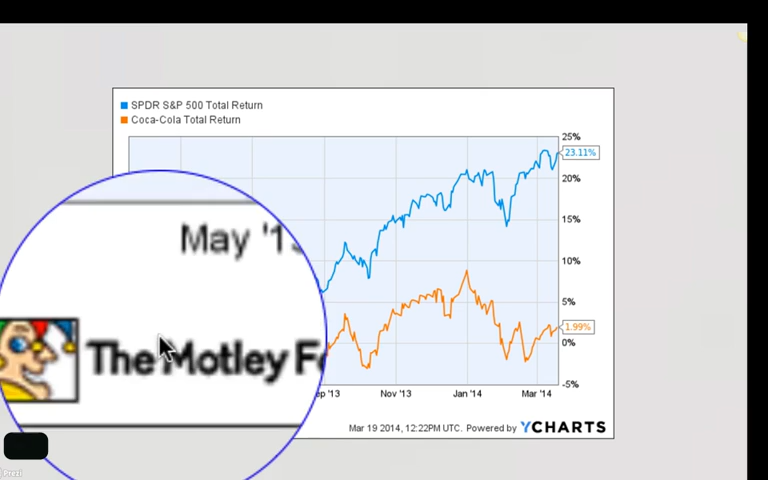 SPDR S&P 500 Total Return
Coca-Cola Total Return
25%
23.11%
20%
15%
10%
5%
1.99%
0%
-5%
May '13
ep '13
Nov '13
Jan '14
Mar '14
The Motley F
Mar 19 2014, 12:22PM UTC. Powered by YCHARTS
Prezi